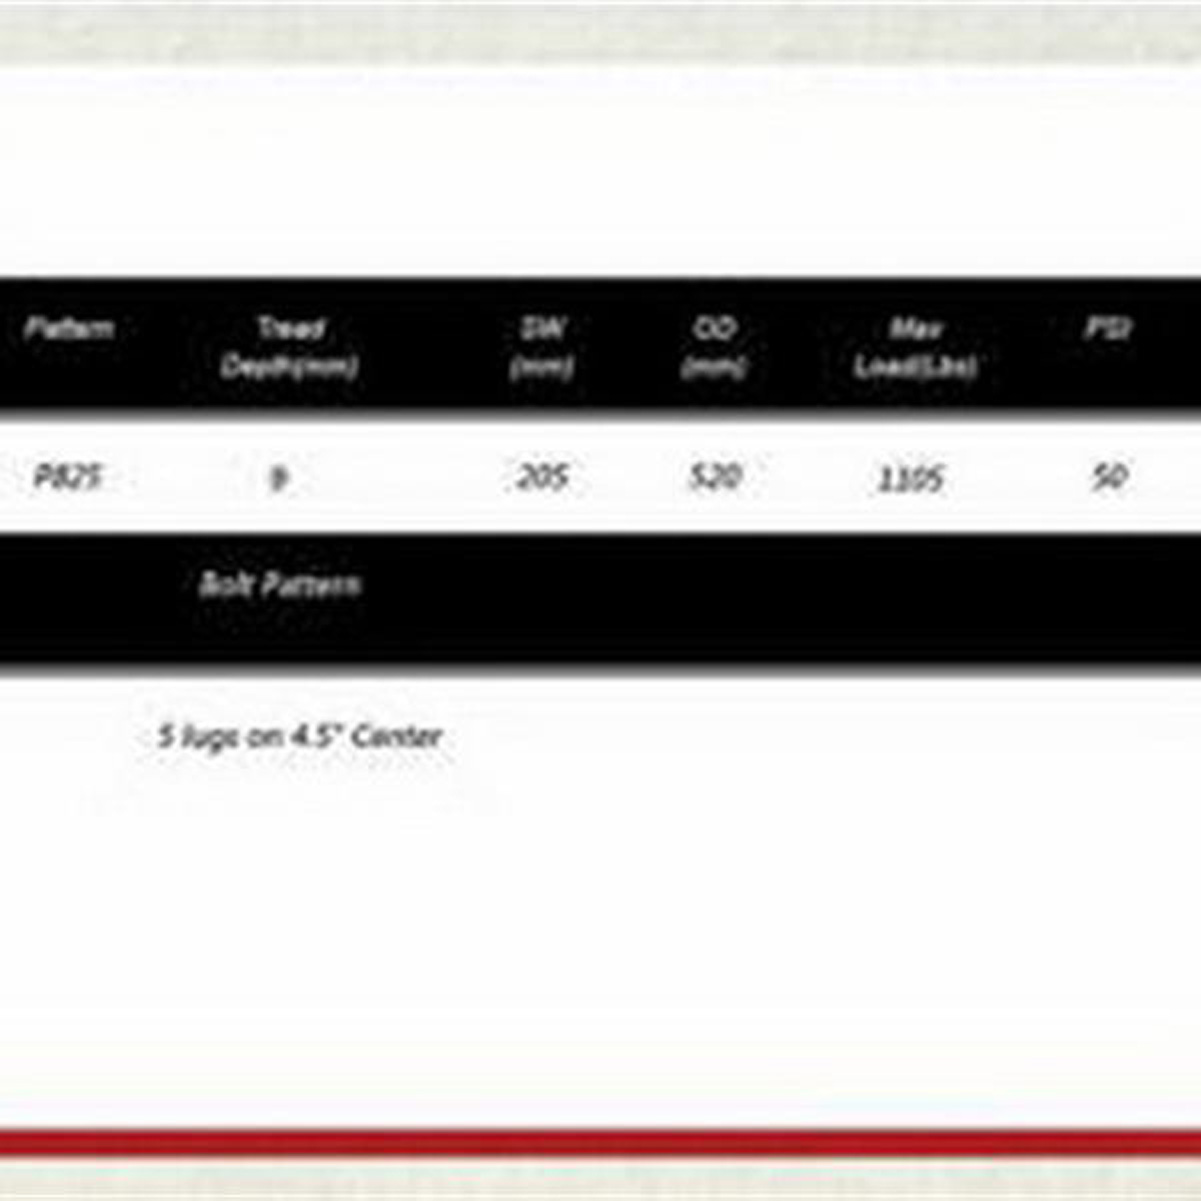 Pattern Tread SW OD Max PSI
Depth(mm) (mm) (mm) Load(Lbs)
P825 205 520 1105 50
Bolt Pattern
5 lugs on 4.5" Center